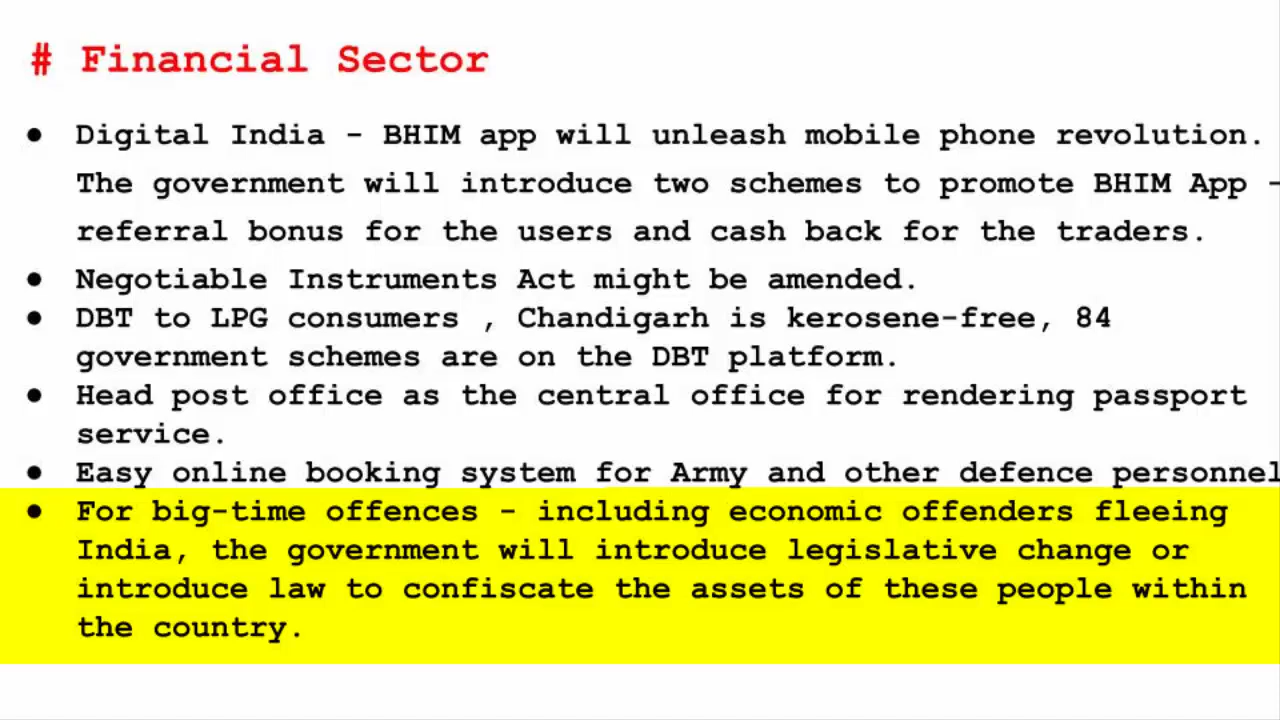 # Financial Sector
● Digital India - BHIM app will unleash mobile phone revolution.
The government will introduce two schemes to promote BHIM App -
referral bonus for the users and cash back for the traders.
● Negotiable Instruments Act might be amended.
● DBT to LPG consumers , Chandigarh is kerosene-free, 84
government schemes are on the DBT platform.
● Head post office as the central office for rendering passport
service.
● Easy online booking system for Army and other defence personnel
● For big-time offences - including economic offenders fleeing
India, the government will introduce legislative change or
introduce law to confiscate the assets of these people within
the country.